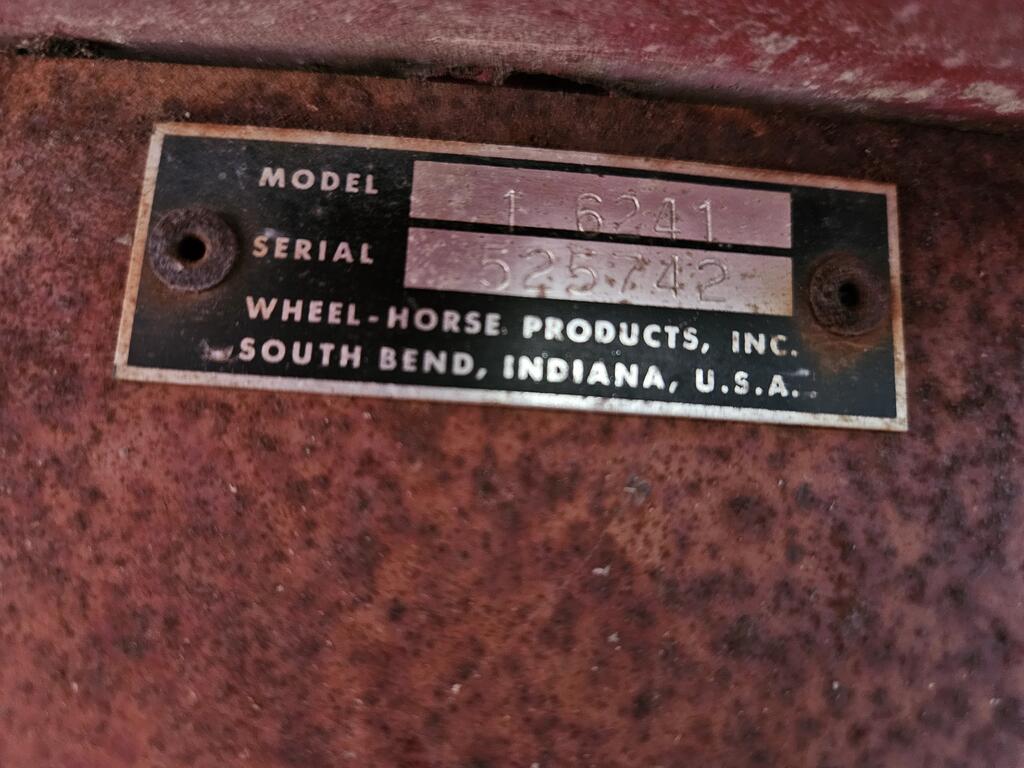 MODEL 1 6241
SERIAL 525742
WHEEL-HORSE PRODUCTS, INC.
SOUTH BEND, INDIANA, U.S.A.